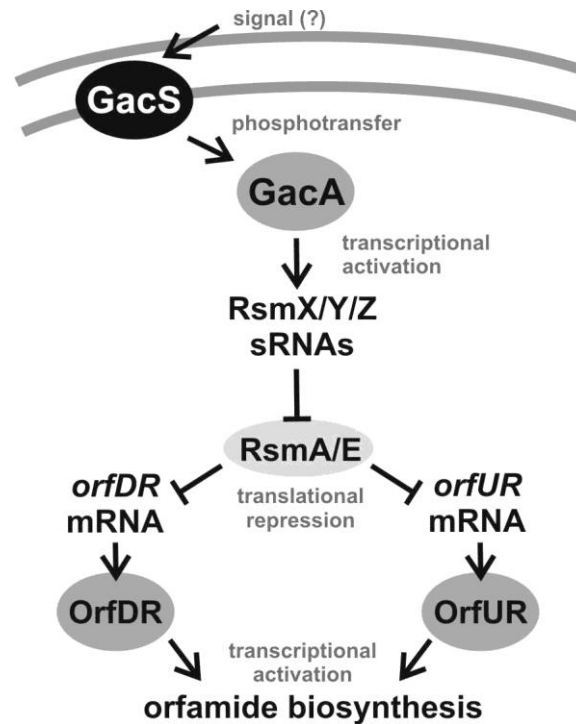 signal (?)
GacS
phosphotransfer
GacA
transcriptional
activation
RsmX/Y/Z
sRNAs
RsmA/E
orfDR
mRNA
translational
repression
orfUR
mRNA
OrfDR
OrfUR
transcriptional
activation
orfamide biosynthesis